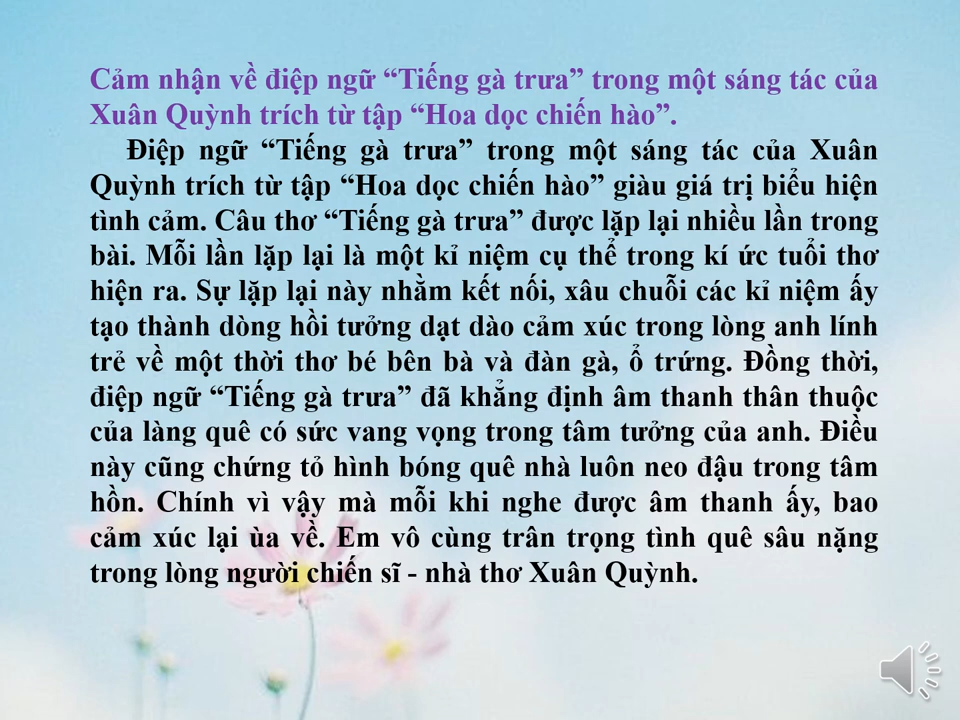 Cảm nhận về điệp ngữ “Tiếng gà trưa” trong một sáng tác của
Xuân Quỳnh trích từ tập “Hoa dọc chiến hào”.
Điệp ngữ “Tiếng gà trưa” trong một sáng tác của Xuân
Quỳnh trích từ tập “Hoa dọc chiến hào” giàu giá trị biểu hiện
tình cảm. Câu thơ “Tiếng gà trưa” được lặp lại nhiều lần trong
bài. Mỗi lần lặp lại là một kỉ niệm cụ thể trong kí ức tuổi thơ
hiện ra. Sự lặp lại này nhằm kết nối, xâu chuỗi các kỉ niệm ấy
tạo thành dòng hồi tưởng dạt dào cảm xúc trong lòng anh lính
trẻ về một thời thơ bé bên bà và đàn gà, ổ trứng. Đồng thời,
điệp ngữ “Tiếng gà trưa” đã khẳng định âm thanh thân thuộc
của làng quê có sức vang vọng trong tâm tưởng của anh. Điều
này cũng chứng tỏ hình bóng quê nhà luôn neo đậu trong tâm
hồn. Chính vì vậy mà mỗi khi nghe được âm thanh ấy, bao
cảm xúc lại ùa về. Em vô cùng trân trọng tình quê sâu nặng
trong lòng người chiến sĩ - nhà thơ Xuân Quỳnh.